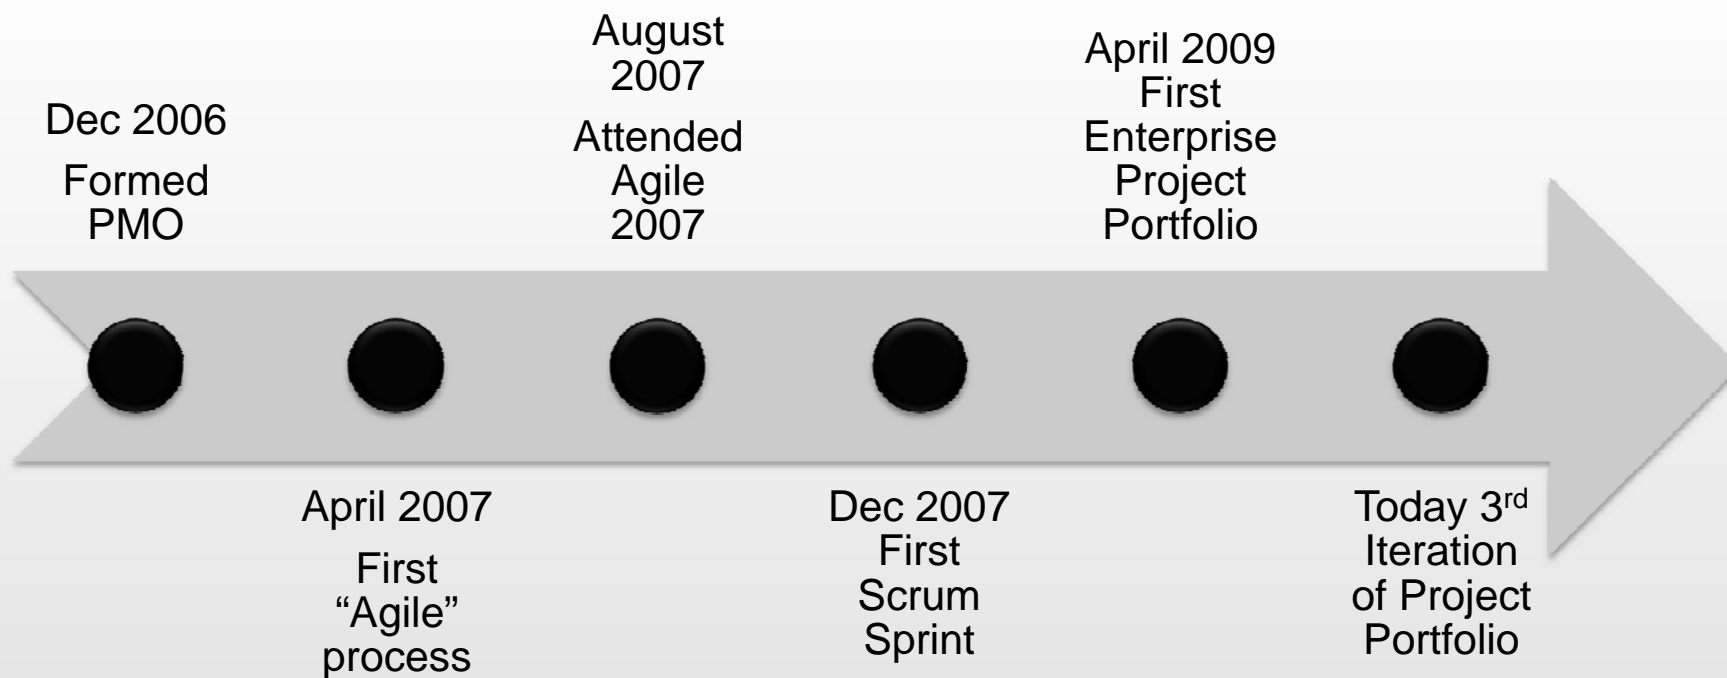 Dec 2006
Formed
PMO
April 2007
First
“Agile”
process
August
2007
Attended
Agile
2007
Dec 2007
First
Scrum
Sprint
April 2009
First
Enterprise
Project
Portfolio
Today 3rd
Iteration
of Project
Portfolio